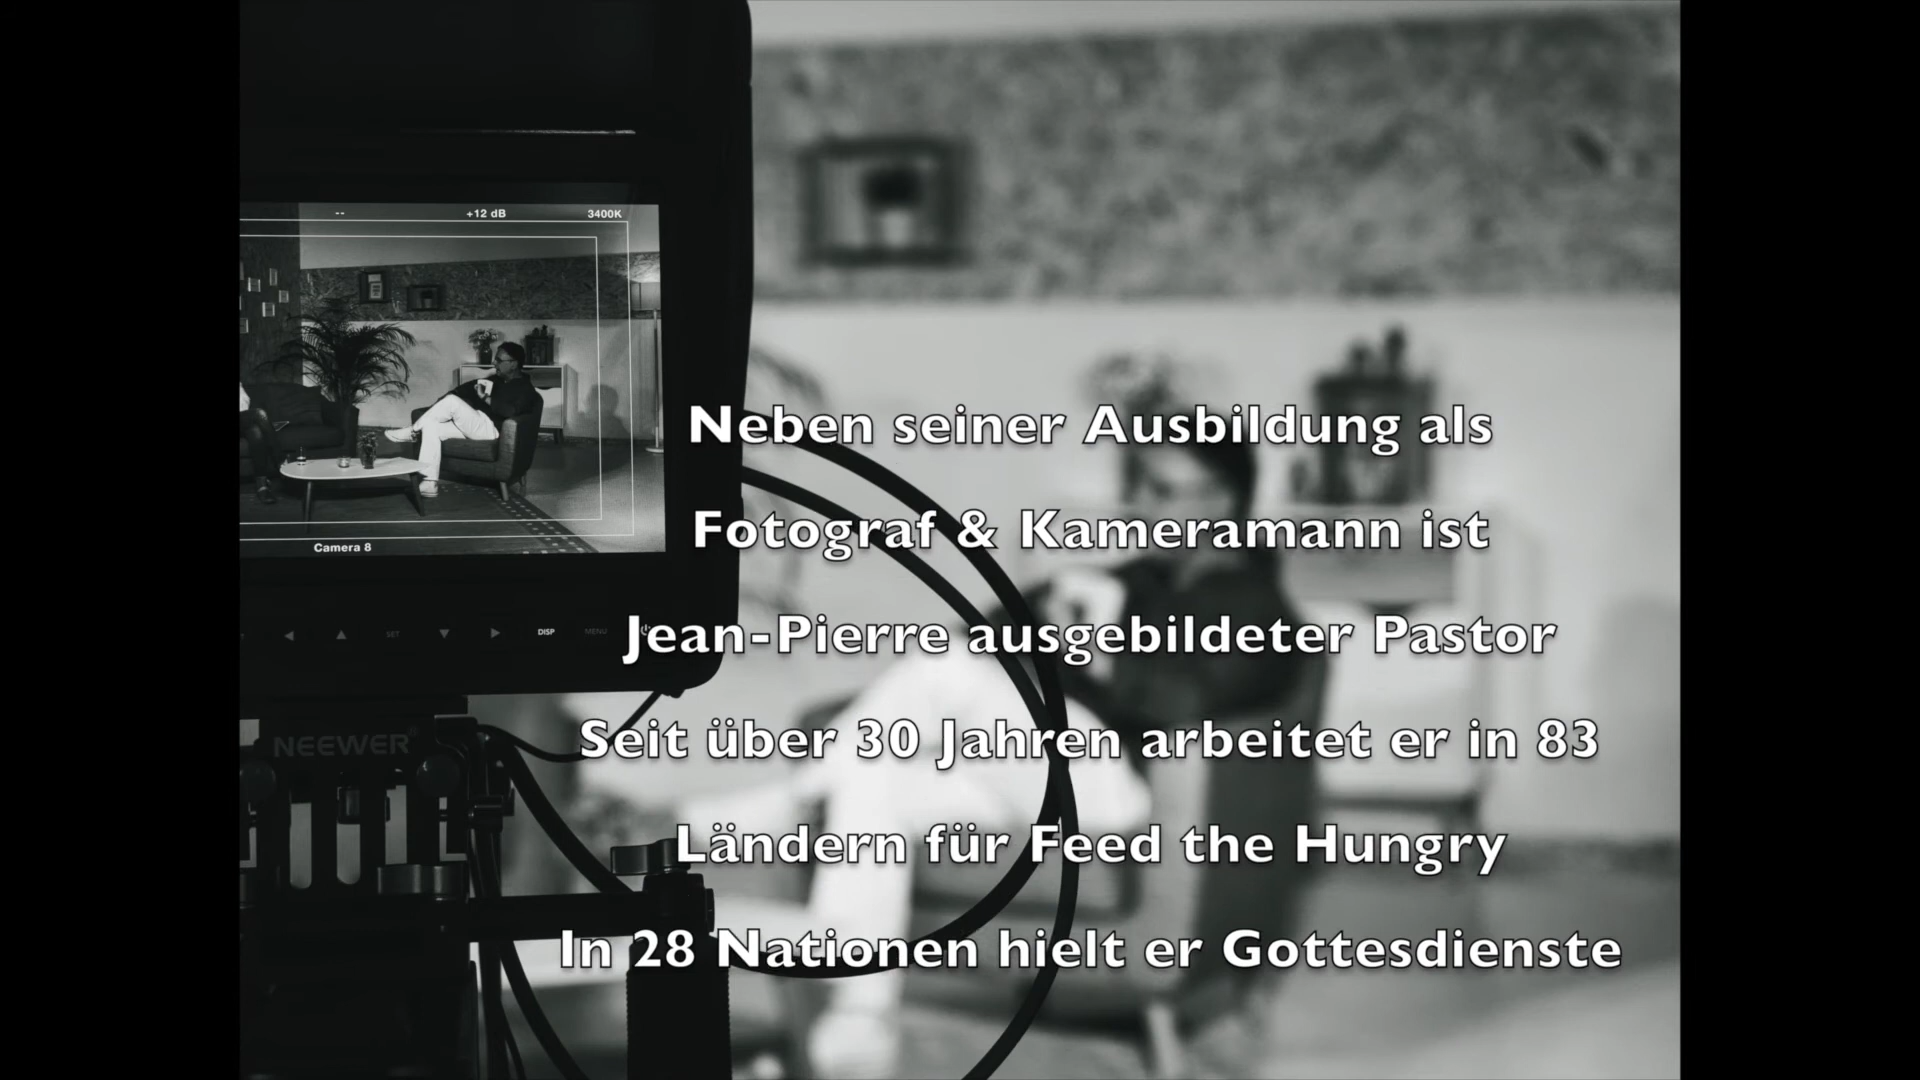 -- +12 dB 3400K
Camera 8
SET DISP MENU
NEEWER
Neben seiner Ausbildung als
Fotograf & Kameramann ist
Jean-Pierre ausgebildeter Pastor
Seit über 30 Jahren arbeitet er in 83
Ländern für Feed the Hungry
In 28 Nationen hielt er Gottesdienste